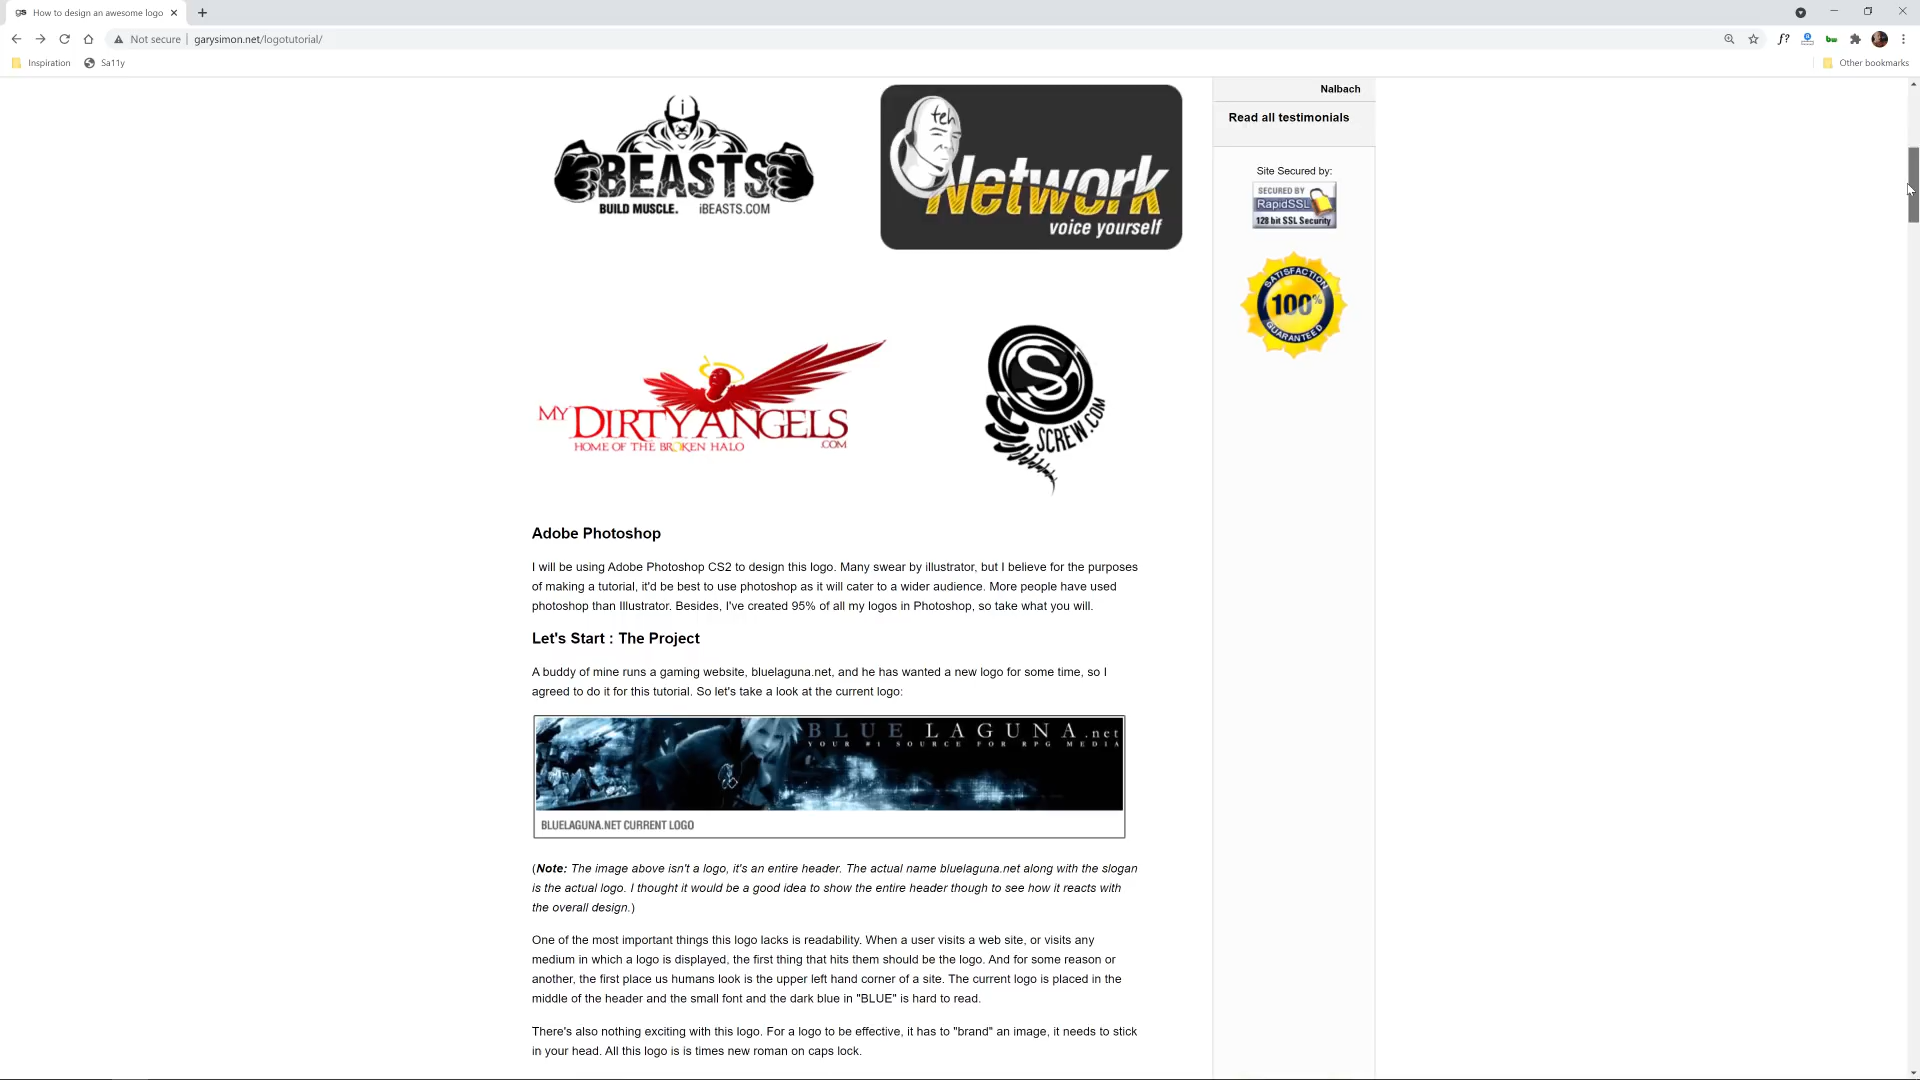 gs How to design an awesome logo
Not secure garysimon.net/logotutorial/
f?
Inspiration Sa11y Other bookmarks
i
BEASTS
BUILD MUSCLE. iBEASTS.COM
teh
Network
voice yourself
Nalbach
Read all testimonials
Site Secured by:
SECURED BY
RapidSSL
128 bit SSL Security
SATISFACTION
100%
GUARANTEED
MY DIRTY ANGELS
HOME OF THE BROKEN HALO .COM
S
SCREW.COM
Adobe Photoshop
I will be using Adobe Photoshop CS2 to design this logo. Many swear by illustrator, but I believe for the purposes
of making a tutorial, it'd be best to use photoshop as it will cater to a wider audience. More people have used
photoshop than Illustrator. Besides, I've created 95% of all my logos in Photoshop, so take what you will.
Let's Start : The Project
A buddy of mine runs a gaming website, bluelaguna.net, and he has wanted a new logo for some time, so I
agreed to do it for this tutorial. So let's take a look at the current logo:
BLUE LAGUNA.net
YOUR #1 SOURCE FOR RPG MEDIA
BLUELAGUNA.NET CURRENT LOGO
(Note: The image above isn't a logo, it's an entire header. The actual name bluelaguna.net along with the slogan
is the actual logo. I thought it would be a good idea to show the entire header though to see how it reacts with
the overall design.)
One of the most important things this logo lacks is readability. When a user visits a web site, or visits any
medium in which a logo is displayed, the first thing that hits them should be the logo. And for some reason or
another, the first place us humans look is the upper left hand corner of a site. The current logo is placed in the
middle of the header and the small font and the dark blue in "BLUE" is hard to read.
There's also nothing exciting with this logo. For a logo to be effective, it has to "brand" an image, it needs to stick
in your head. All this logo is is times new roman on caps lock.